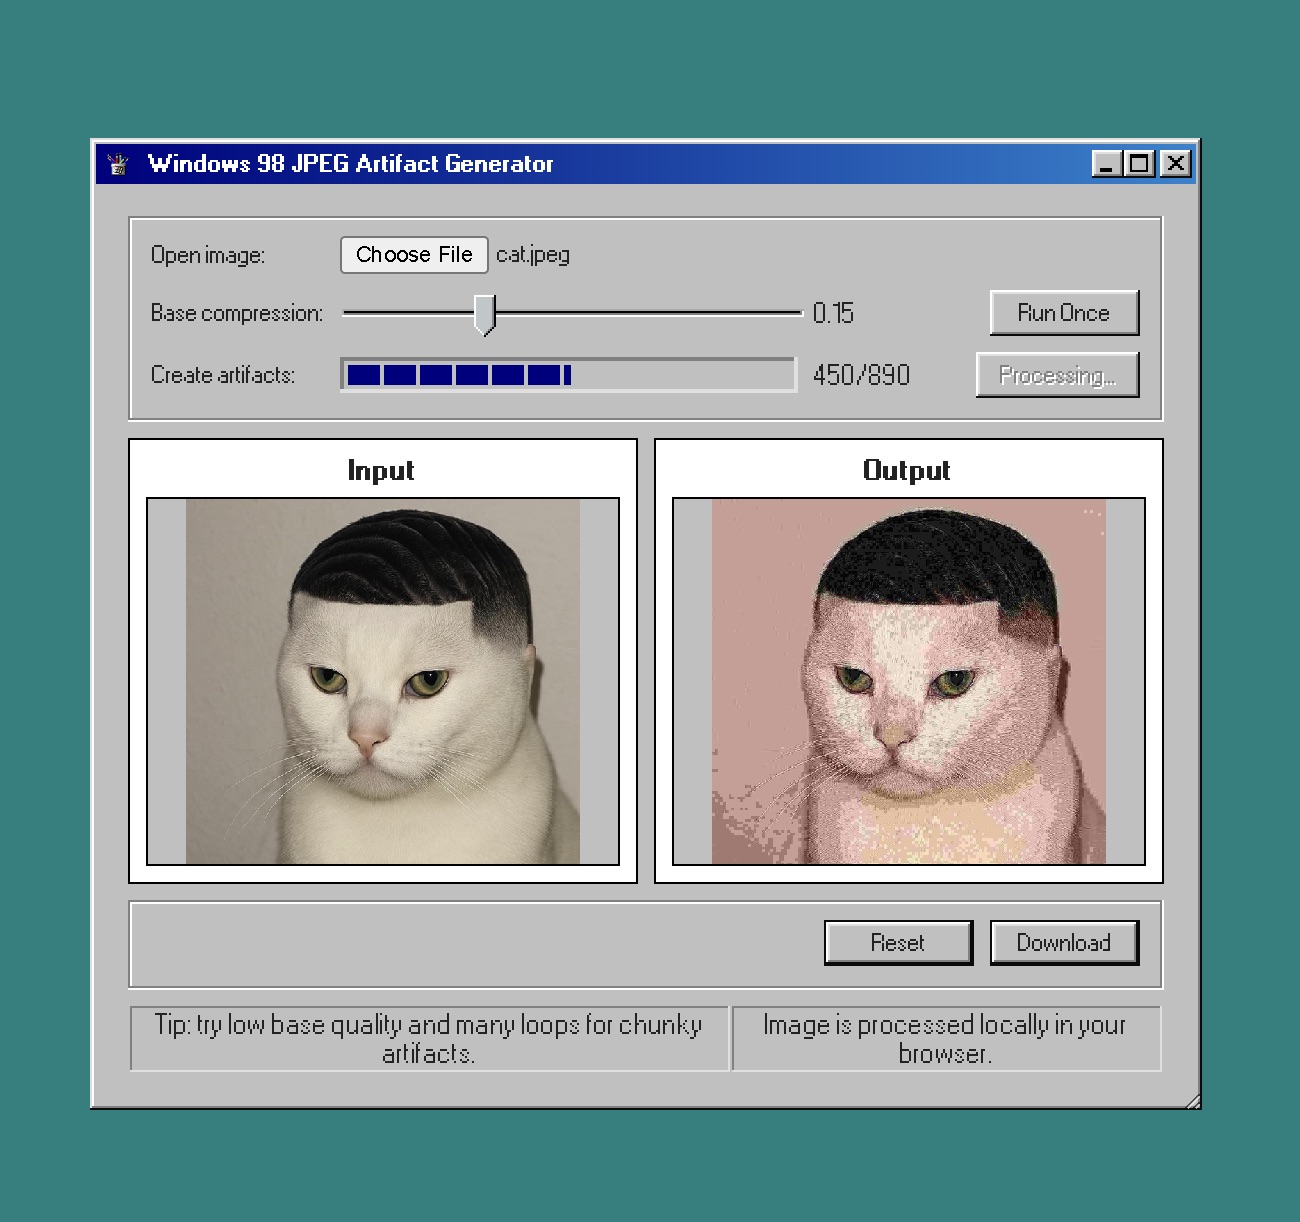 Windows 98 JPEG Artifact Generator
Open image: Choose File cat.jpeg
Base compression: 0.15 Run Once
Create artifacts: 450/890 Processing...
Input
Output
Reset Download
Tip: try low base quality and many loops for chunky
artifacts.
Image is processed locally in your
browser.